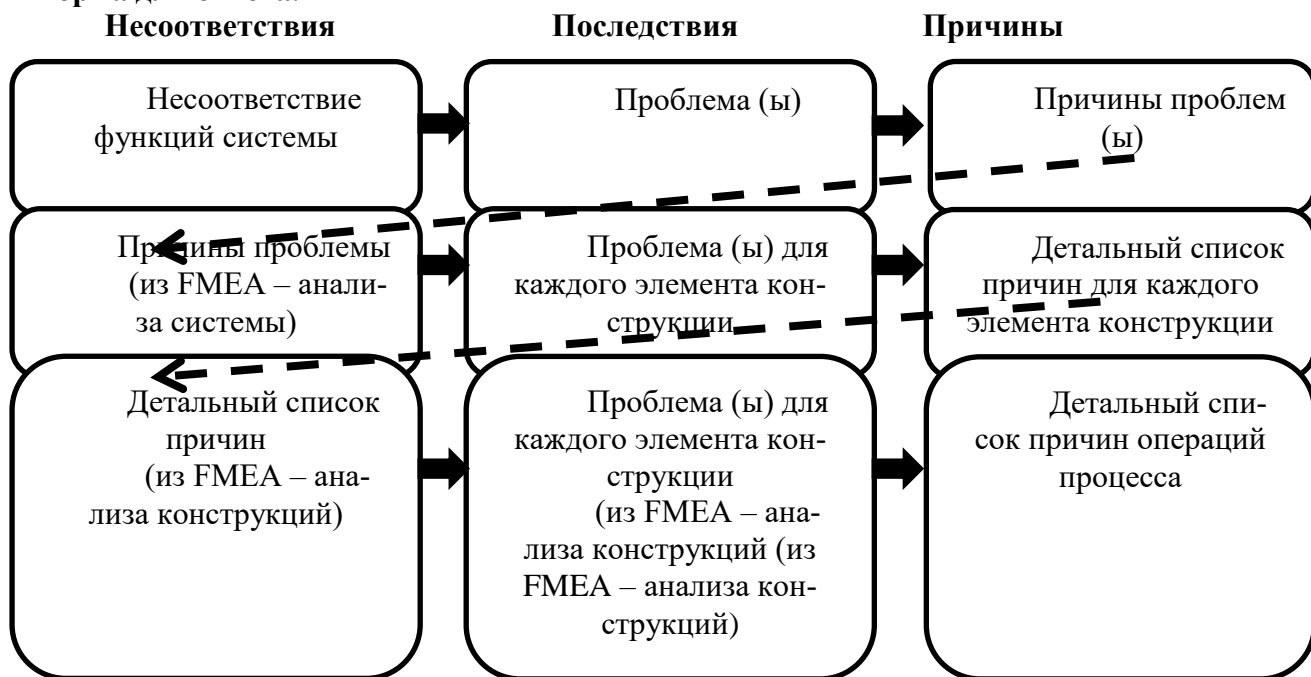 Несоответствия
Последствия
Причины
Несоответствие
функций системы
Проблема (ы)
Причины проблем
(ы)
Причины проблемы
(из FMEA – анали-
за системы)
Проблема (ы) для
каждого элемента кон-
струкции
Детальный список
причин для каждого
элемента конструкции
Детальный список
причин
(из FMEA – ана-
лиза конструкций)
Проблема (ы) для
каждого элемента кон-
струкции
(из FMEA – ана-
лиза конструкций (из
FMEA – анализа кон-
струкций)
Детальный спи-
сок причин операций
процесса